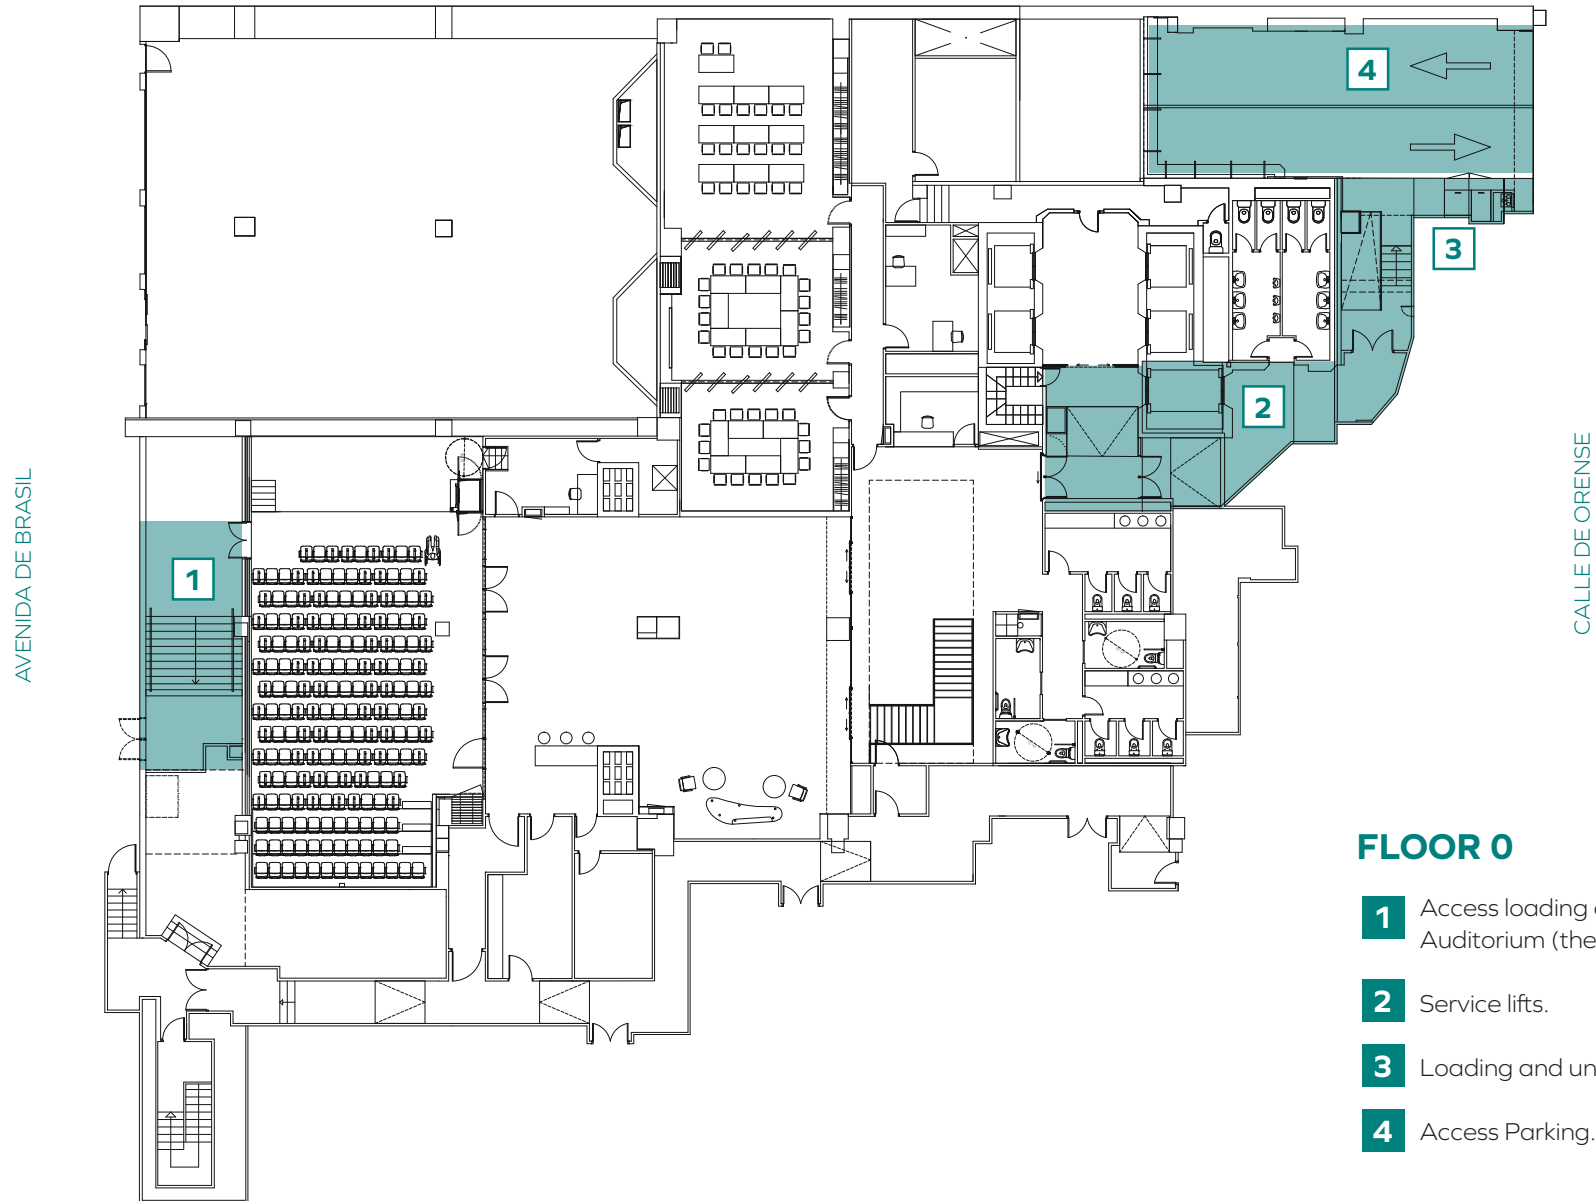 4
3
2
1
AVENIDA DE BRASIL
CALLE DE ORENSE
FLOOR 0
1 Access loading
Auditorium (the
2 Service lifts.
3 Loading and un
4 Access Parking.